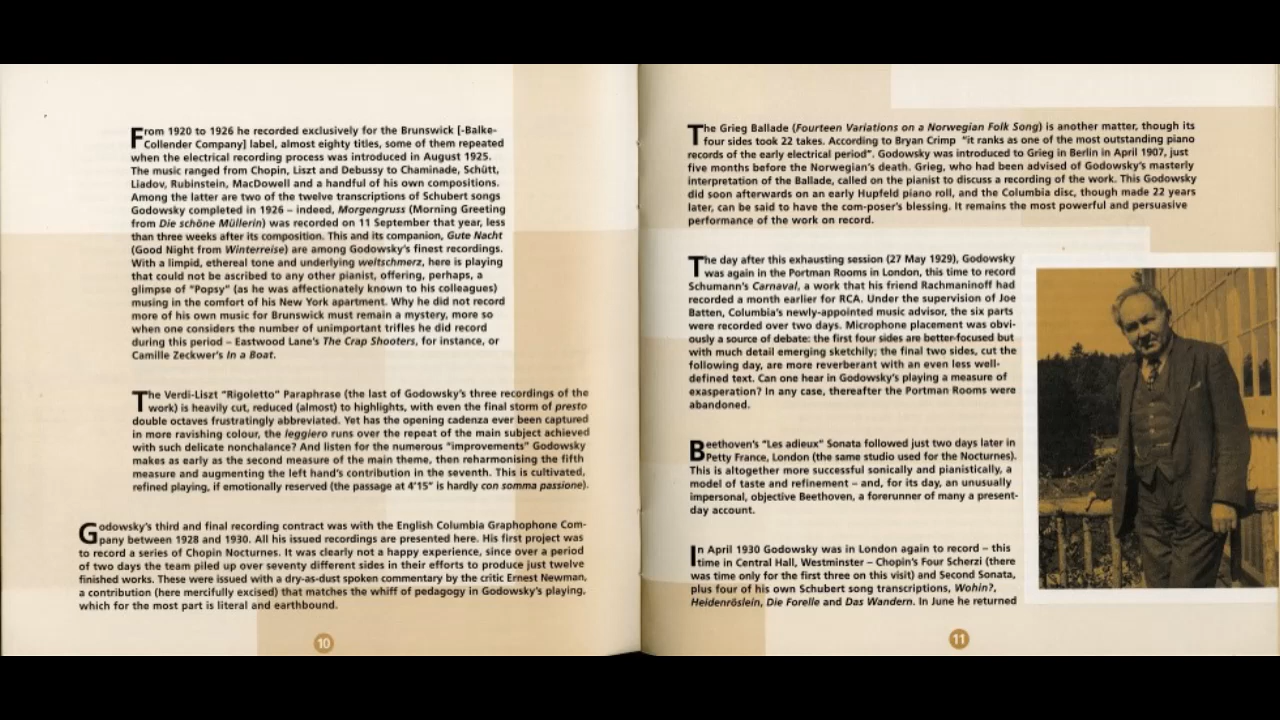 From 1920 to 1926 he recorded exclusively for the Brunswick [-Balke-
Collender Company] label, almost eighty titles, some of them repeated
when the electrical recording process was introduced in August 1925.
The music ranged from Chopin, Liszt and Debussy to Chaminade, Schütt,
Liadov, Rubinstein, MacDowell and a handful of his own compositions.
Among the latter are two of the twelve transcriptions of Schubert songs
Godowsky completed in 1926 – indeed, Morgengruss (Morning Greeting
from Die schöne Müllerin) was recorded on 11 September that year, less
than three weeks after its composition. This and its companion, Gute Nacht
(Good Night from Winterreise) are among Godowsky's finest recordings.
With a limpid, ethereal tone and underlying weltschmerz, here is playing
that could not be ascribed to any other pianist, offering, perhaps, a
glimpse of "Popsy" (as he was affectionately known to his colleagues)
musing in the comfort of his New York apartment. Why he did not record
more of his own music for Brunswick must remain a mystery, more so
when one considers the number of unimportant trifles he did record
during this period – Eastwood Lane's The Crap Shooters, for instance, or
Camille Zeckwer's In a Boat.
The Verdi-Liszt "Rigoletto" Paraphrase (the last of Godowsky's three recordings of the
work) is heavily cut, reduced (almost) to highlights, with even the final storm of presto
double octaves frustratingly abbreviated. Yet has the opening cadenza ever been captured
in more ravishing colour, the leggiero runs over the repeat of the main subject achieved
with such delicate nonchalance? And listen for the numerous "improvements" Godowsky
makes as early as the second measure of the main theme, then reharmonising the fifth
measure and augmenting the left hand's contribution in the seventh. This is cultivated,
refined playing, if emotionally reserved (the passage at 4'15" is hardly con somma passione).
Godowsky's third and final recording contract was with the English Columbia Graphophone Com-
pany between 1928 and 1930. All his issued recordings are presented here. His first project was
to record a series of Chopin Nocturnes. It was clearly not a happy experience, since over a period
of two days the team piled up over seventy different sides in their efforts to produce just twelve
finished works. These were issued with a dry-as-dust spoken commentary by the critic Ernest Newman,
a contribution (here mercifully excised) that matches the whiff of pedagogy in Godowsky's playing,
which for the most part is literal and earthbound.
10
The Grieg Ballade (Fourteen Variations on a Norwegian Folk Song) is another matter, though its
four sides took 22 takes. According to Bryan Crimp "it ranks as one of the most outstanding piano
records of the early electrical period". Godowsky was introduced to Grieg in Berlin in April 1907, just
five months before the Norwegian's death. Grieg, who had been advised of Godowsky's masterly
interpretation of the Ballade, called on the pianist to discuss a recording of the work. This Godowsky
did soon afterwards on an early Hupfeld piano roll, and the Columbia disc, though made 22 years
later, can be said to have the com-poser's blessing. It remains the most powerful and persuasive
performance of the work on record.
The day after this exhausting session (27 May 1929), Godowsky
was again in the Portman Rooms in London, this time to record
Schumann's Carnaval, a work that his friend Rachmaninoff had
recorded a month earlier for RCA. Under the supervision of Joe
Batten, Columbia's newly-appointed music advisor, the six parts
were recorded over two days. Microphone placement was obvi-
ously a source of debate: the first four sides are better-focused but
with much detail emerging sketchily; the final two sides, cut the
following day, are more reverberant with an even less well-
defined text. Can one hear in Godowsky's playing a measure of
exasperation? In any case, thereafter the Portman Rooms were
abandoned.
Beethoven's "Les adieux" Sonata followed just two days later in
Petty France, London (the same studio used for the Nocturnes).
This is altogether more successful sonically and pianistically, a
model of taste and refinement – and, for its day, an unusually
impersonal, objective Beethoven, a forerunner of many a present-
day account.
In April 1930 Godowsky was in London again to record – this
time in Central Hall, Westminster – Chopin's Four Scherzi (there
was time only for the first three on this visit) and Second Sonata,
plus four of his own Schubert song transcriptions, Wohin?,
Heidenröslein, Die Forelle and Das Wandern. In June he returned
11